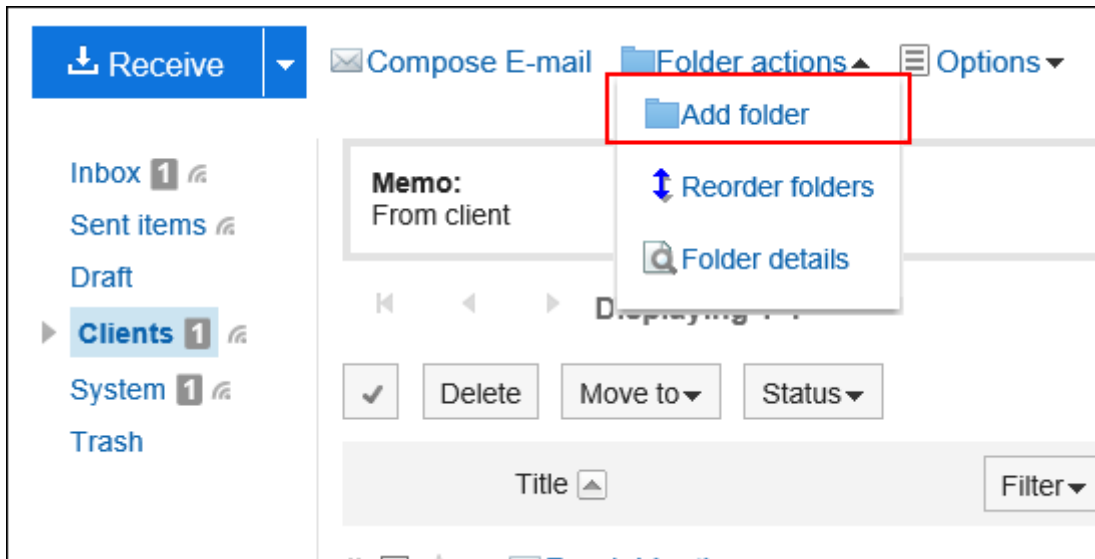 Receive
Compose E-mail
Folder actions
Options
Add folder
Reorder folders
Folder details
Inbox 1
Sent items
Draft
Clients 1
System 1
Trash
Memo:
From client
Displaying
Delete
Move to
Status
Title
Filter